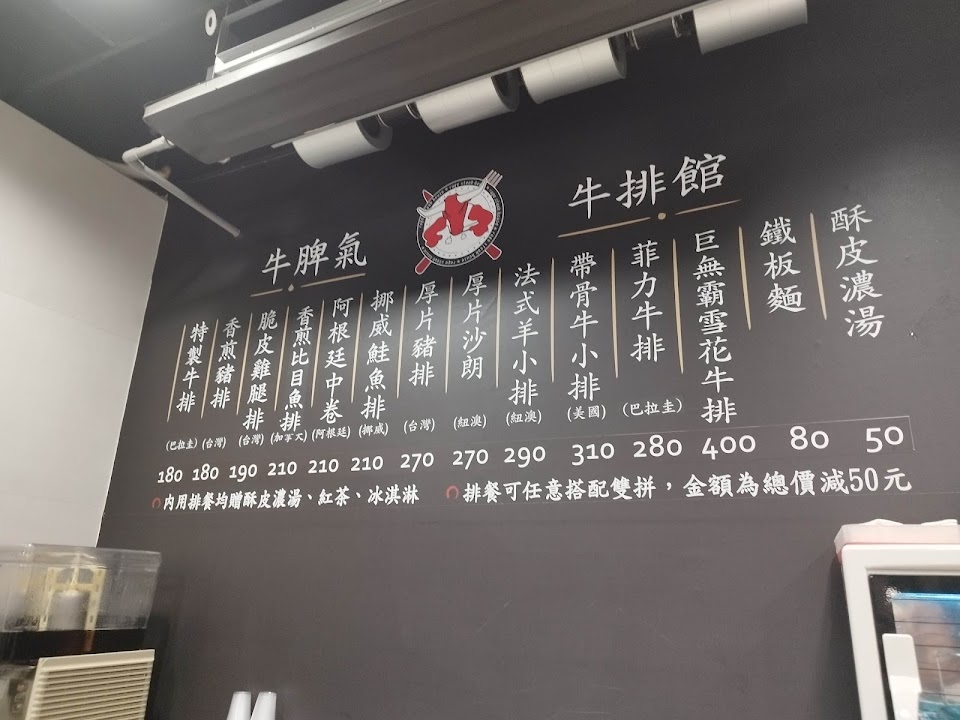 牛脾氣 牛排館
酥皮濃湯 50
鐵板麵 80
巨無霸雪花牛排 400
菲力牛排 (巴拉圭) 280
帶骨牛小排 (美國) 310
法式羊小排 (紐澳) 290
厚片沙朗 (紐澳) 270
厚片豬排 (台灣) 270
挪威鮭魚排 (挪威) 210
阿根廷中卷 (阿根廷) 210
香煎比目魚排 (加拿大) 210
脆皮雞腿排 (台灣) 190
香煎豬排 (台灣) 180
特製牛排 (巴拉圭) 180
內用排餐均贈酥皮濃湯、紅茶、冰淇淋
排餐可任意搭配雙拼，金額為總價減50元